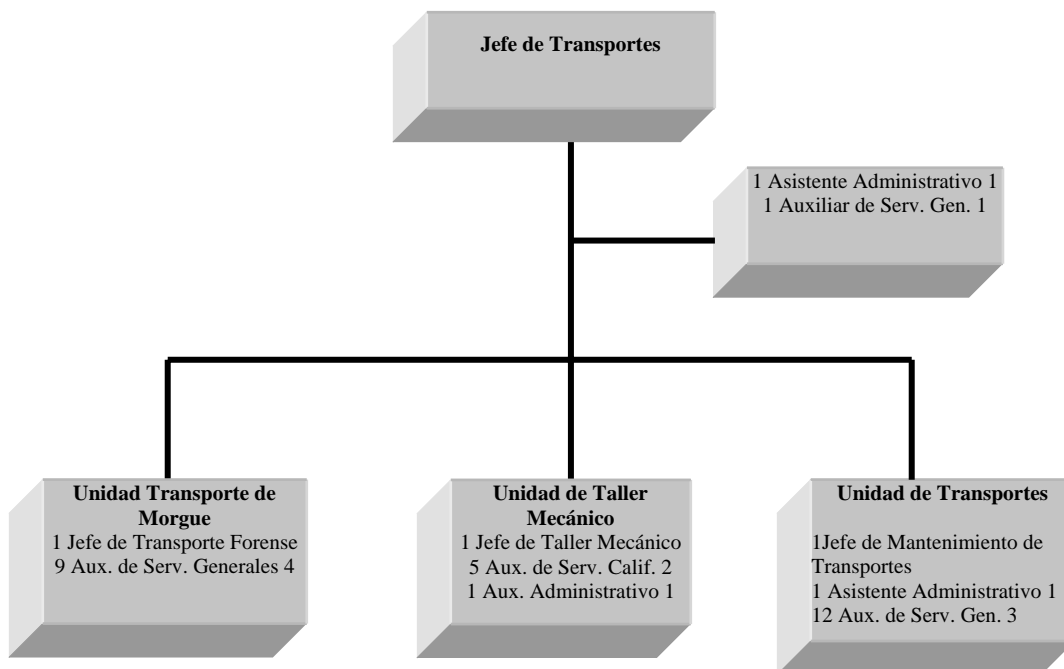 Jefe de Transportes
1 Asistente Administrativo 1
1 Auxiliar de Serv. Gen. 1
Unidad Transporte de
Morgue
1 Jefe de Transporte Forense
9 Aux. de Serv. Generales 4
Unidad de Taller
Mecánico
1 Jefe de Taller Mecánico
5 Aux. de Serv. Calif. 2
1 Aux. Administrativo 1
Unidad de Transportes
1Jefe de Mantenimiento de
Transportes
1 Asistente Administrativo 1
12 Aux. de Serv. Gen. 3